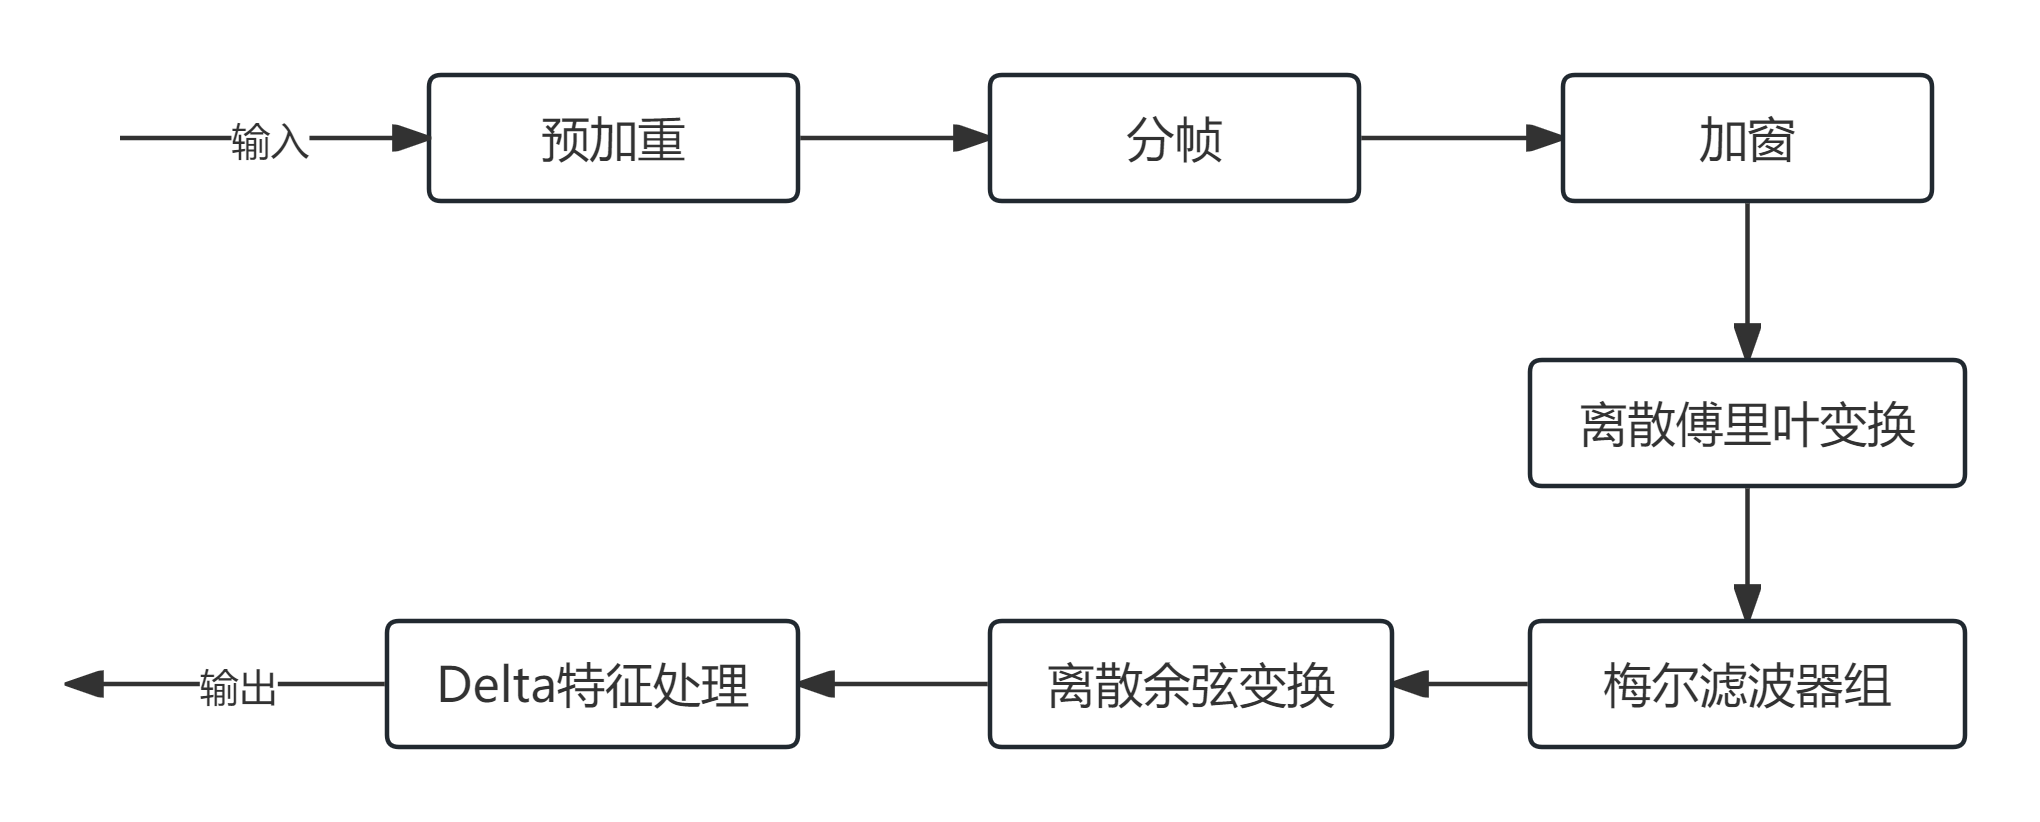 输入
预加重
分帧
加窗
离散傅里叶变换
梅尔滤波器组
离散余弦变换
Delta特征处理
输出